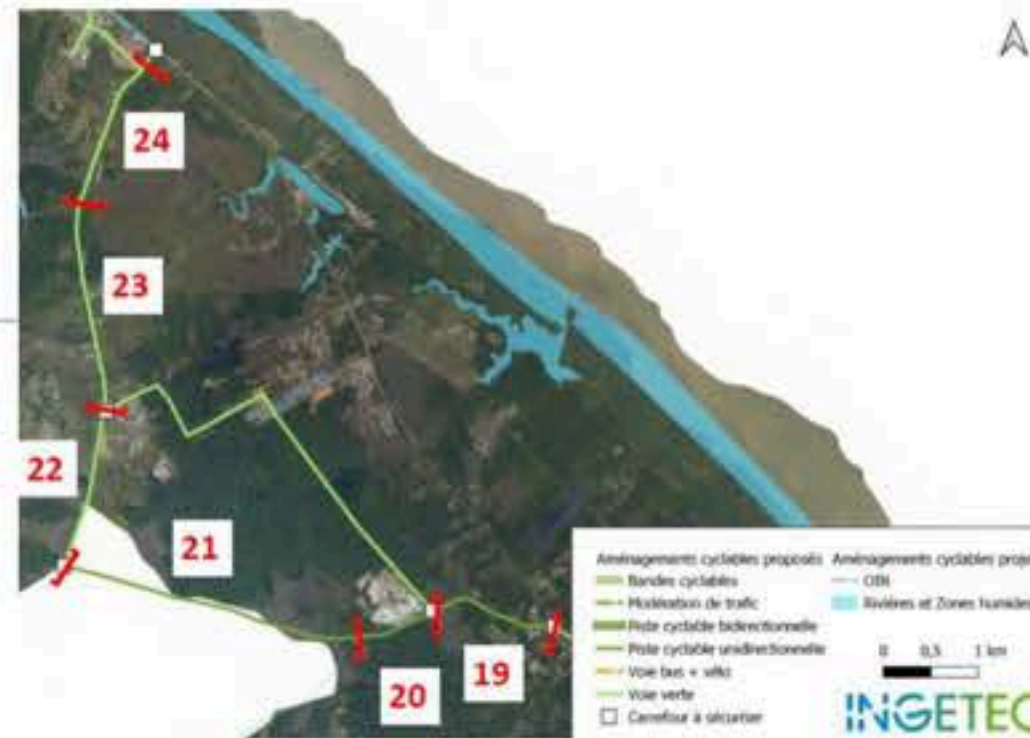 24
23
22
21
20
19
Aménagements cyclables proposés
Bandes cyclables
Modération de trafic
Piste cyclable bidirectionnelle
Piste cyclable unidirectionnelle
Voie bus + vélo
Voie verte
Carrefour à sécuriser
Aménagements cyclables proje
Rivières et Zones humides
0 0,5 1 km
INGETEC